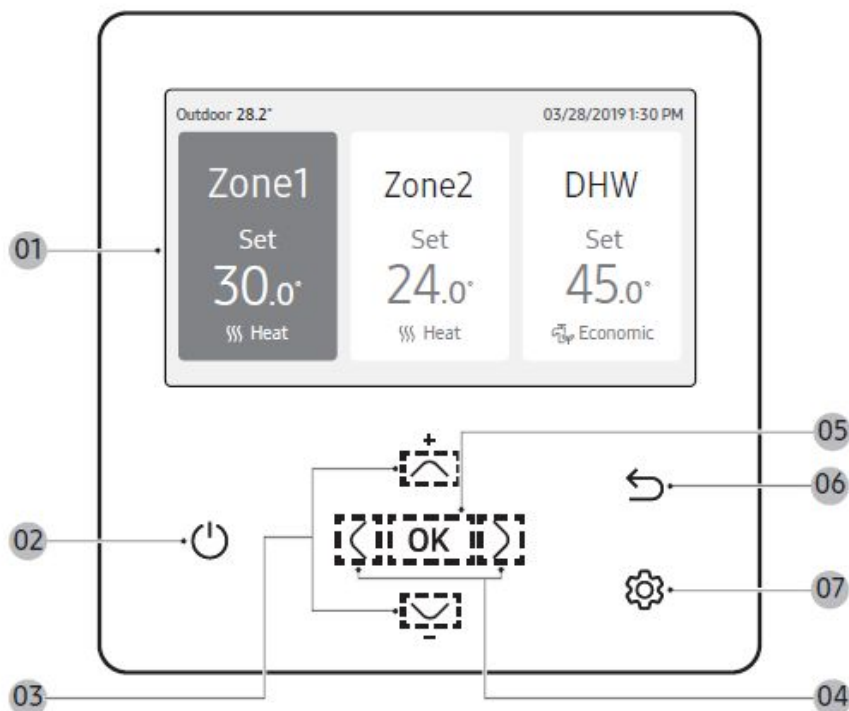 Outdoor 28.2°
03/28/2019 1:30 PM
Zone1
Set
30.0°
Heat
Zone2
Set
24.0°
Heat
DHW
Set
45.0°
Economic
01
02
03
+
OK
-
05
06
07
04